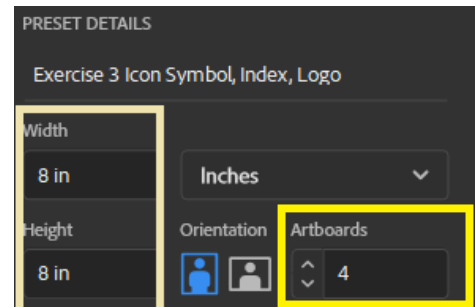 PRESET DETAILS
Exercise 3 Icon Symbol, Index, Logo
Width
8 in Inches
Height Orientation Artboards
8 in 4